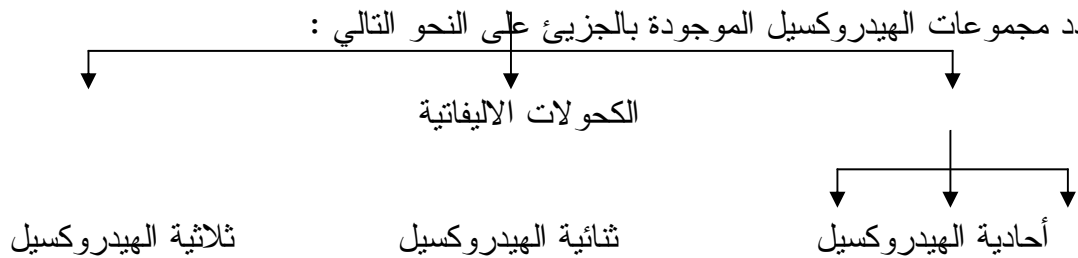 مجموعات الهيدروكسيل الموجودة بالجزيئ على النحو التالي :
الكحولات الاليفاتية
أحادية الهيدروكسيل ثنائية الهيدروكسيل ثلاثية الهيدروكسيل